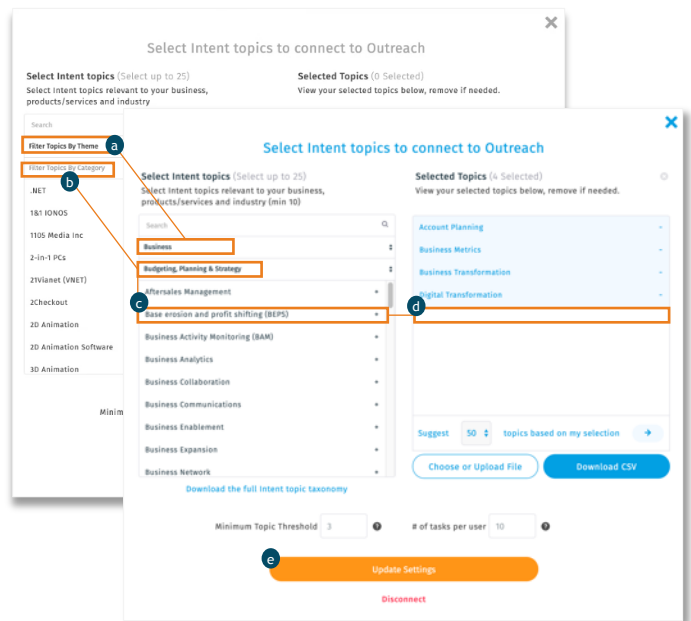 Select Intent topics to connect to Outreach
Select Intent topics (Select up to 25)
Select Intent topics relevant to your business,
products/services and industry
Selected Topics (0 Selected)
View your selected topics below, remove if needed.
Search
Filter Topics By Theme
a
Filter Topics By Category
b
.NET
1&1 IONOS
1105 Media Inc
2-in-1 PCs
21Vianet (VNET)
2Checkout
2D Animation
2D Animation Software
3D Animation
Minim
Select Intent topics to connect to Outreach
Select Intent topics (Select up to 25)
Select Intent topics relevant to your business,
products/services and industry (min 10)
Search
Business
Budgeting, Planning & Strategy
Aftersales Management
c
Base erosion and profit shifting (BEPS)
Business Activity Monitoring (BAM)
Business Analytics
Business Collaboration
Business Communications
Business Enablement
Business Expansion
Business Network
Download the full Intent topic taxonomy
Selected Topics (4 Selected)
View your selected topics below, remove if needed.
Account Planning
Business Metrics
Business Transformation
Digital Transformation
d
Suggest 50 topics based on my selection
Choose or Upload File
Download CSV
Minimum Topic Threshold 3
# of tasks per user 10
e
Update Settings
Disconnect